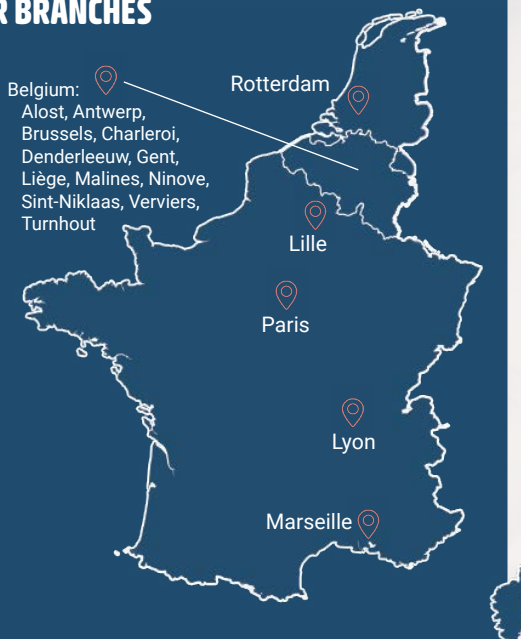 BRANCHES
Belgium:
Alost, Antwerp,
Brussels, Charleroi,
Denderleeuw, Gent,
Liège, Malines, Ninove,
Sint-Niklaas, Verviers,
Turnhout
Rotterdam
Lille
Paris
Lyon
Marseille